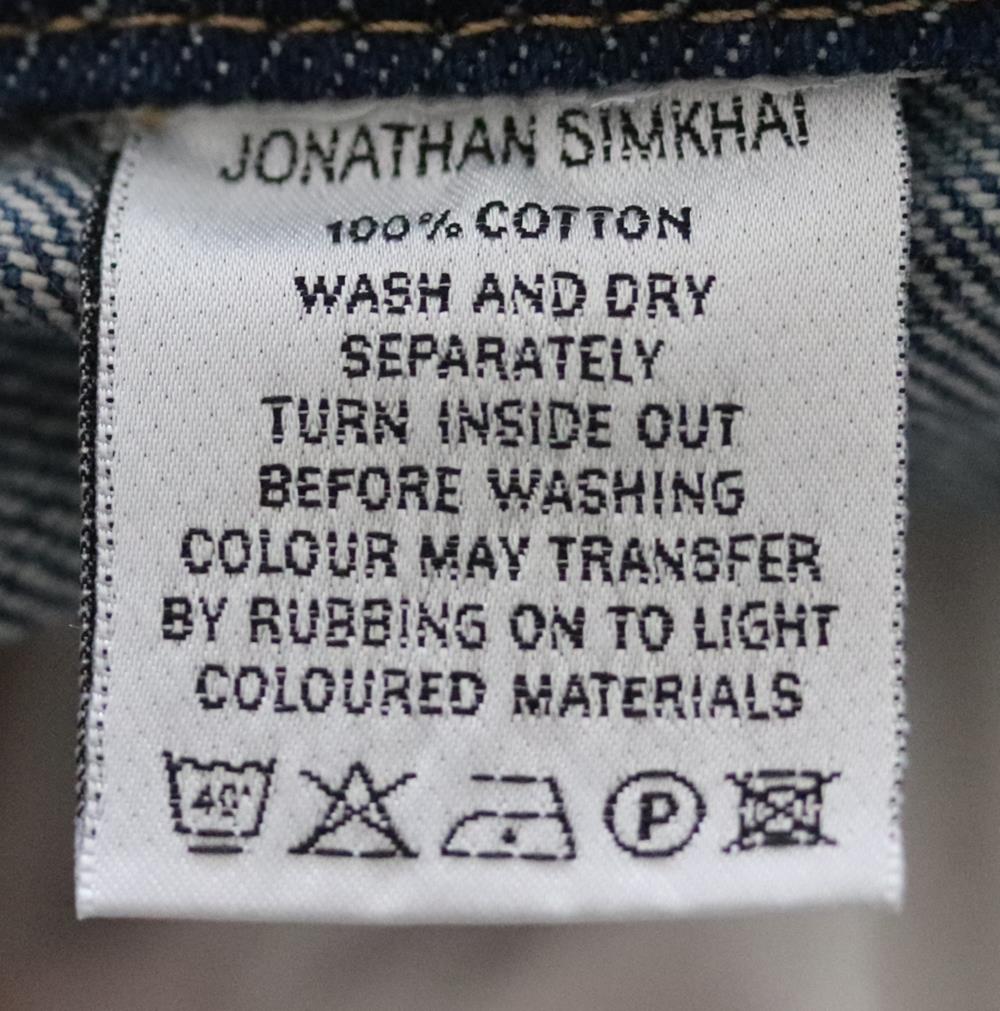 JONATHAN SIMKHAI
100% COTTON
WASH AND DRY
SEPARATELY
TURN INSIDE OUT
BEFORE WASHING
COLOUR MAY TRANSFER
BY RUBBING ON TO LIGHT
COLOURED MATERIALS
40° P